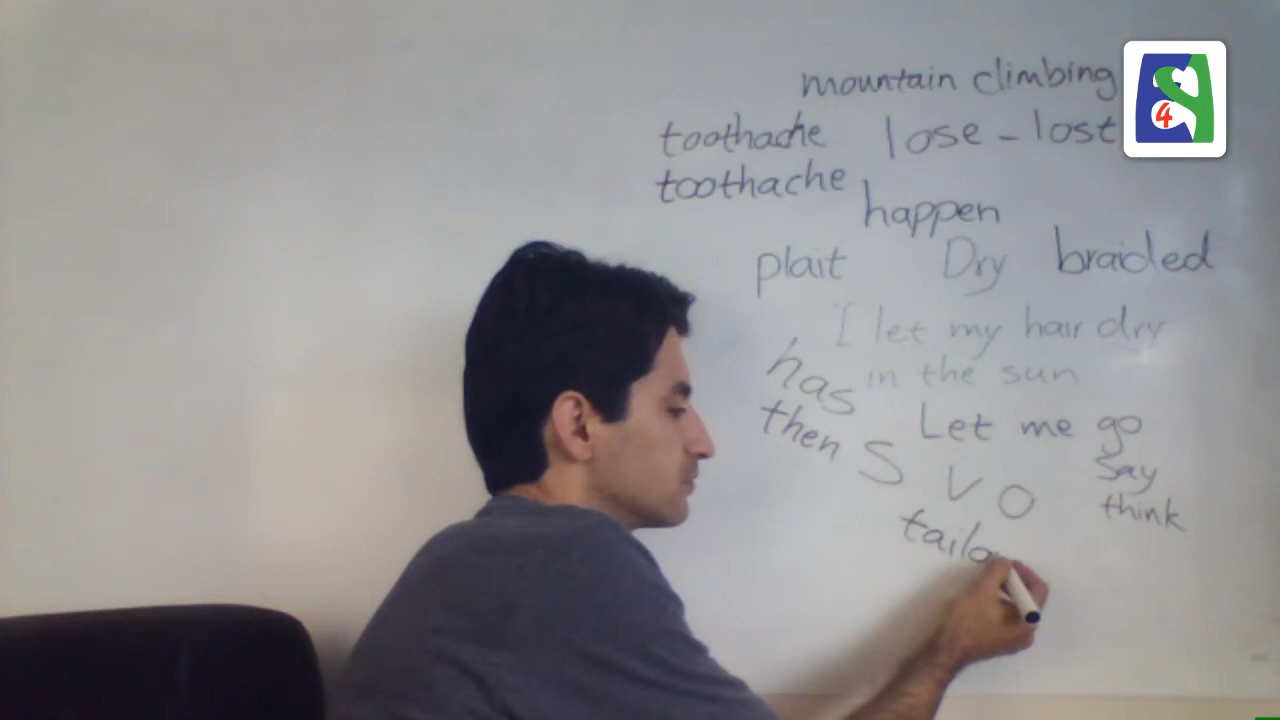 mountain climbing
toothache lose - lost
toothache
happen
plait Dry braided
I let my hair dry
in the sun
has
then
Let me go
say
think
S V O
tailo
4